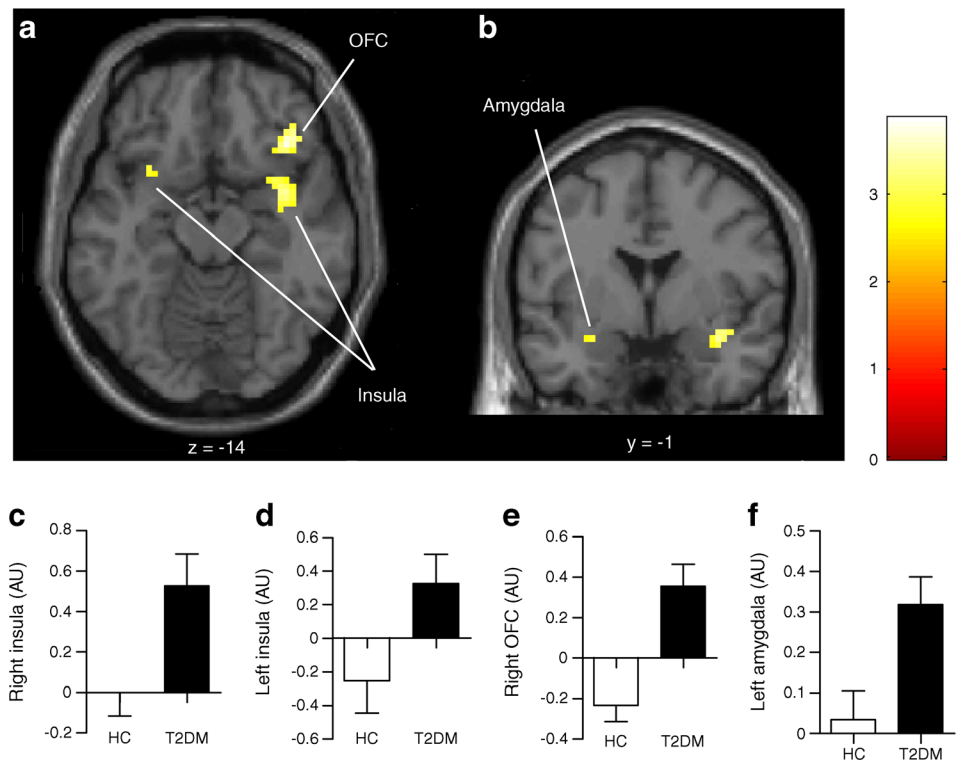 a
OFC
b
Amygdala
Insula
z = -14
y = -1
3
2
1
0
c
Right insula (AU)
0.8
0.6
0.4
0.2
0
-0.2
HC
T2DM
d
Left insula (AU)
0.6
0.4
0.2
0
-0.2
-0.4
-0.6
HC
T2DM
e
Right OFC (AU)
0.6
0.4
0.2
0
-0.2
-0.4
HC
T2DM
f
Left amygdala (AU)
0.5
0.4
0.3
0.2
0.1
0
HC
T2DM